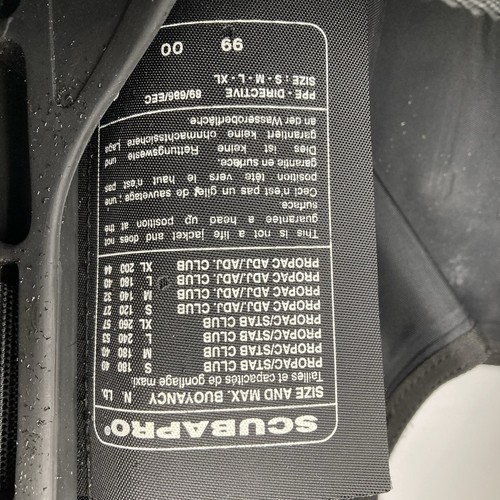 SCUBAPRO®
SIZE AND MAX. BUOYANCY N. Lb
Tailles et capacités de gonflage maxi
PROPAC/STAB CLUB S 180 40
PROPAC/STAB CLUB M 180 40
PROPAC/STAB CLUB L 240 53
PROPAC/STAB CLUB XL 260 57
PROPAC ADJ./ADJ. CLUB S 120 27
PROPAC ADJ./ADJ. CLUB M 140 32
PROPAC ADJ./ADJ. CLUB L 180 40
PROPAC ADJ./ADJ. CLUB XL 200 44
This is not a life jacket and does not
guarantee a head up position at the
surface
Ceci n'est pas un gilet de sauvetage : une
position tête vers le haut n'est pas
garantie en surface.
Dies ist keine Rettungsweste und
garantiert keine ohnmachtssichere Lage
an der Wasseroberfläche
PPE - DIRECTIVE 89/686/EEC
SIZE : S - M - L - XL
99 00